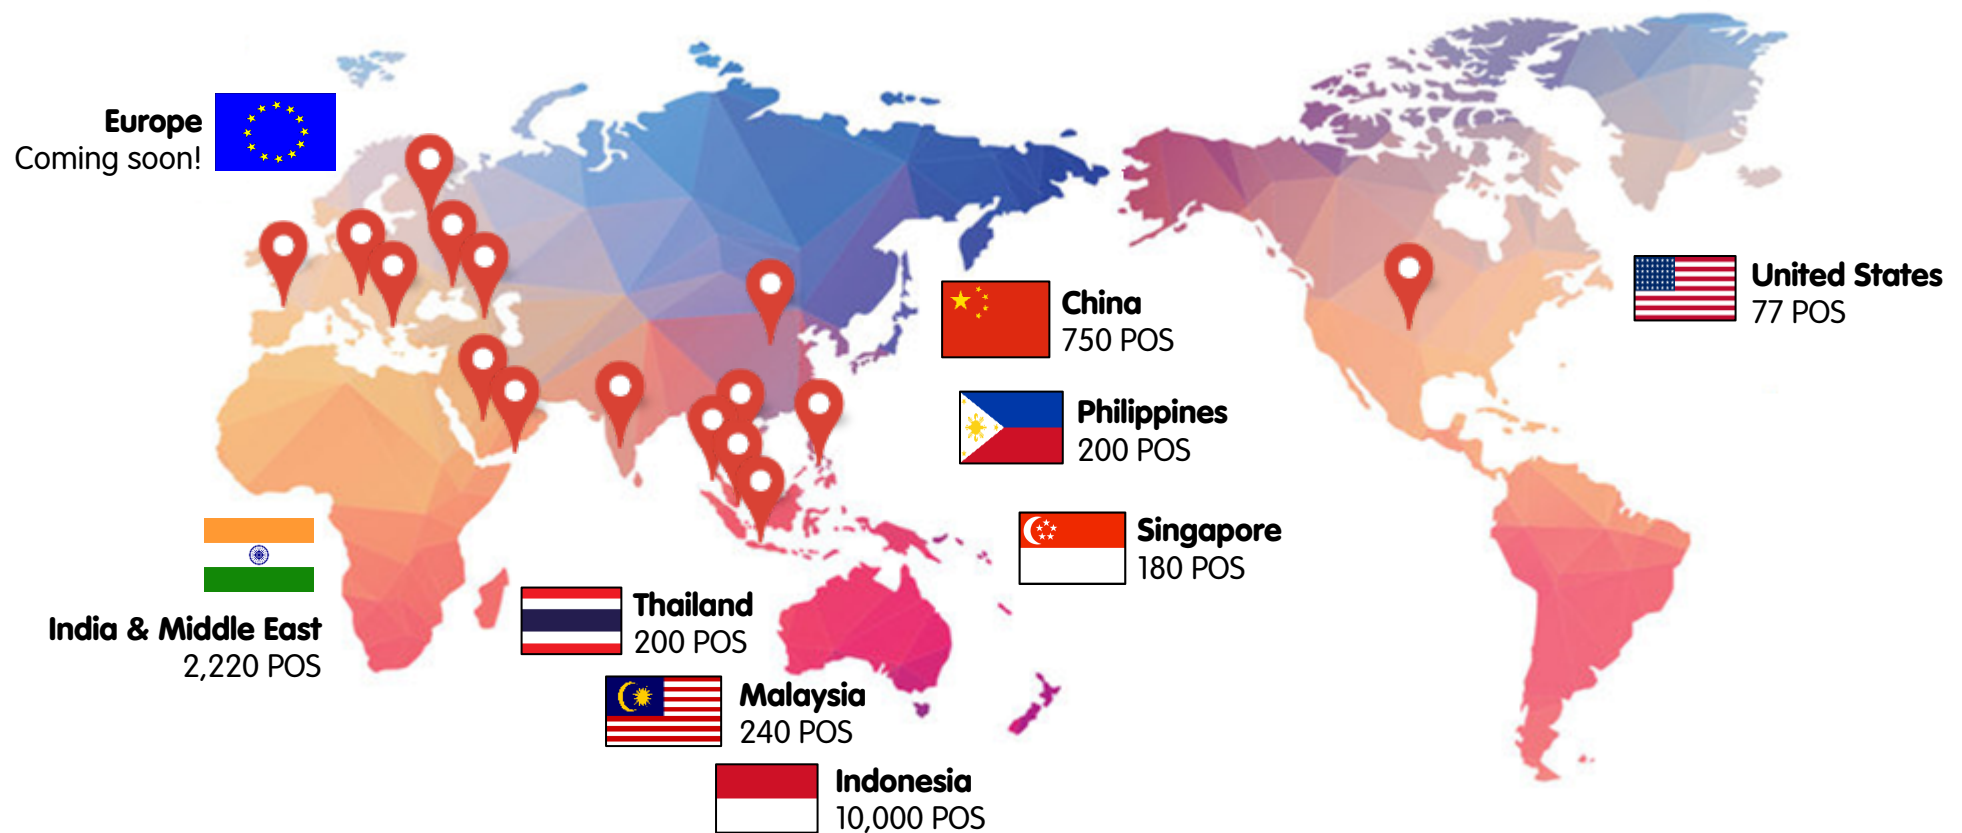 Europe
Coming soon!
China
750 POS
United States
77 POS
Philippines
200 POS
Singapore
180 POS
India & Middle East
2,220 POS
Thailand
200 POS
Malaysia
240 POS
Indonesia
10,000 POS